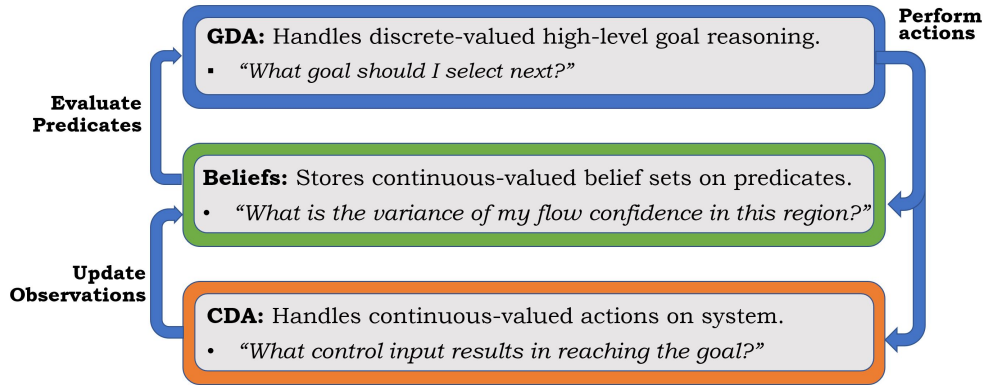 Perform
actions
GDA: Handles discrete-valued high-level goal reasoning.
▪ “What goal should I select next?”
Evaluate
Predicates
Beliefs: Stores continuous-valued belief sets on predicates.
• “What is the variance of my flow confidence in this region?”
Update
Observations
CDA: Handles continuous-valued actions on system.
• “What control input results in reaching the goal?”